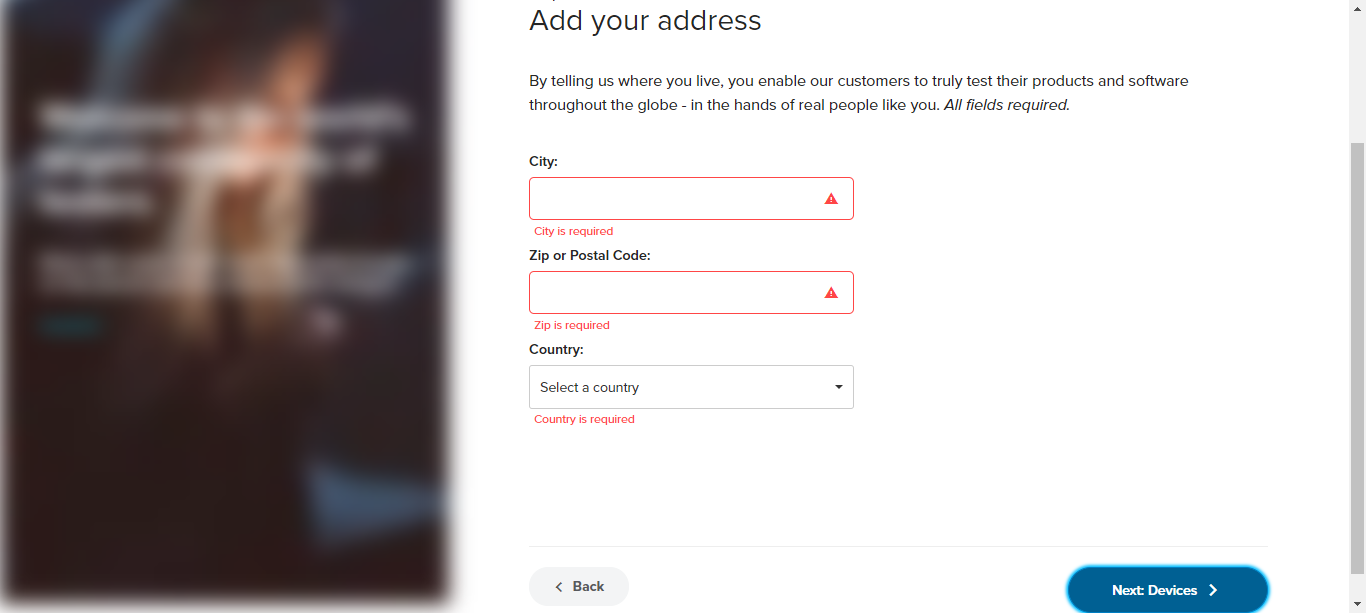 Add your address
By telling us where you live, you enable our customers to truly test their products and software
throughout the globe - in the hands of real people like you. All fields required.
City:
City is required
Zip or Postal Code:
Zip is required
Country:
Select a country
Country is required
Back
Next: Devices